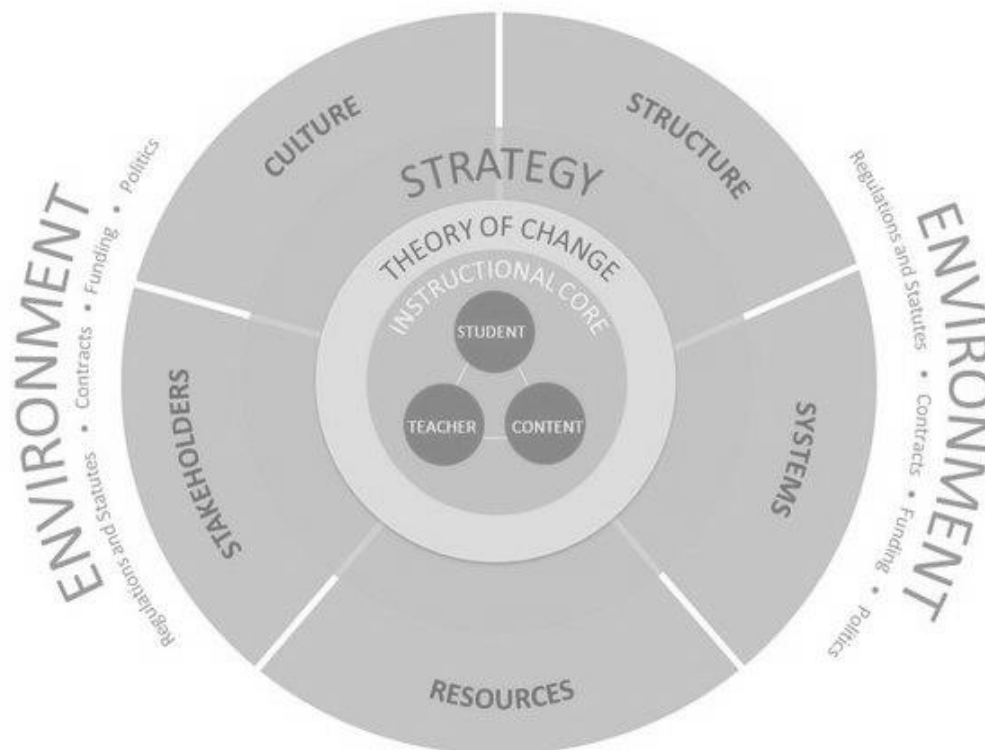 ENVIRONMENT
Regulations and Statutes • Contracts • Funding • Politics
CULTURE
STRUCTURE
STRATEGY
THEORY OF CHANGE
INSTRUCTIONAL CORE
STUDENT
TEACHER
CONTENT
STAKEHOLDERS
SYSTEMS
RESOURCES
Regulations and Statutes • Contracts • Funding • Politics
ENVIRONMENT